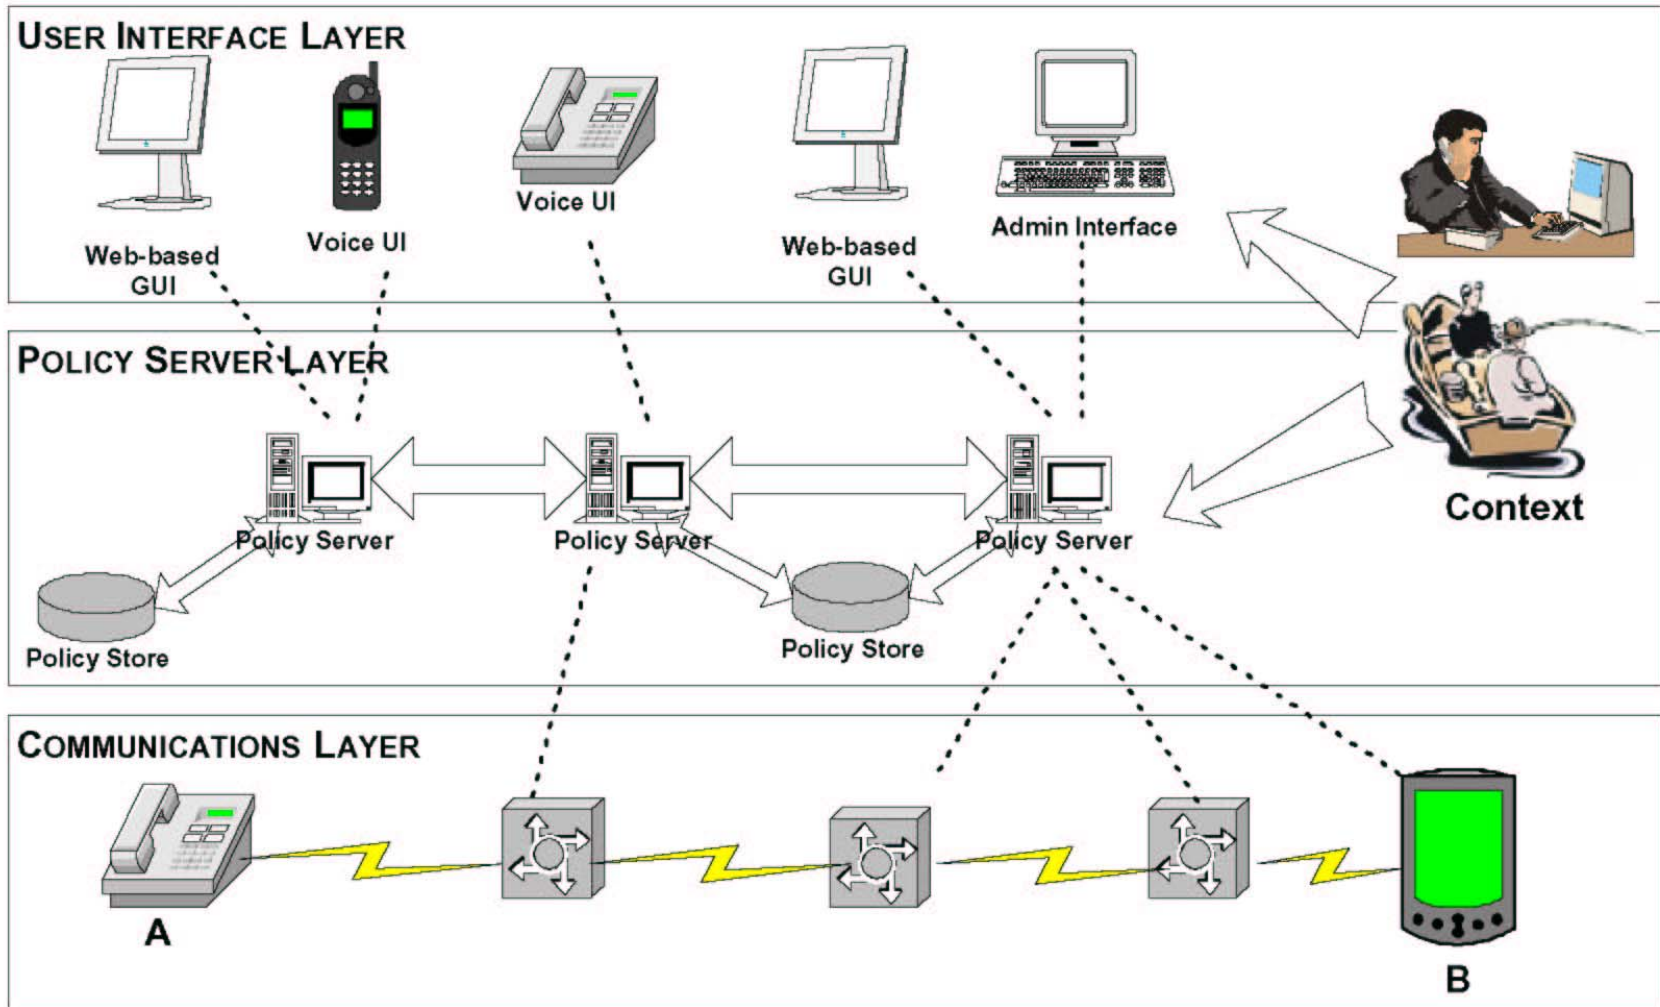 USER INTERFACE LAYER
Web-based
GUI
Voice UI
Voice UI
Web-based
GUI
Admin Interface
Context
POLICY SERVER LAYER
Policy Server
Policy Server
Policy Server
Policy Store
Policy Store
COMMUNICATIONS LAYER
A
B